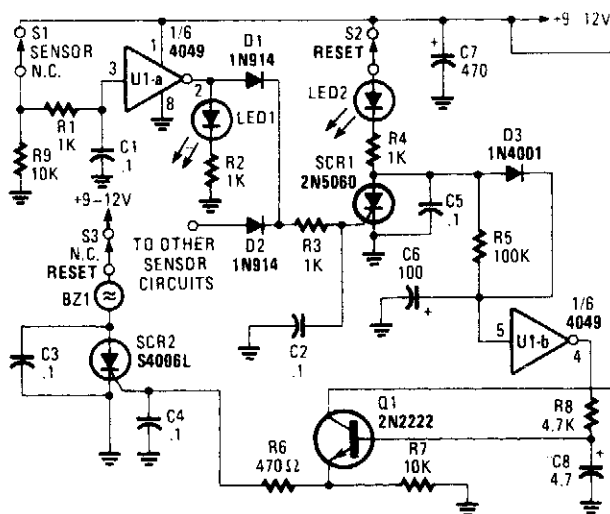 S1
SENSOR
N.C.
1/6
4049
1
3
U1-a
2
8
D1
1N914
LED1
R1
1K
R9
10K
C1
.1
R2
1K
+9-12V
S3
N.C.
RESET
BZ1
TO OTHER
SENSOR
CIRCUITS
D2
1N914
R3
1K
S2
RESET
LED2
R4
1K
SCR1
2N5060
C7
470
+
+9-12V
D3
1N4001
C5
.1
C6
100
+
R5
100K
1/6
4049
5
U1-b
4
C2
.1
SCR2
S4006L
C3
.1
C4
.1
Q1
2N2222
R6
470Ω
R7
10K
R8
4.7K
C8
4.7
+